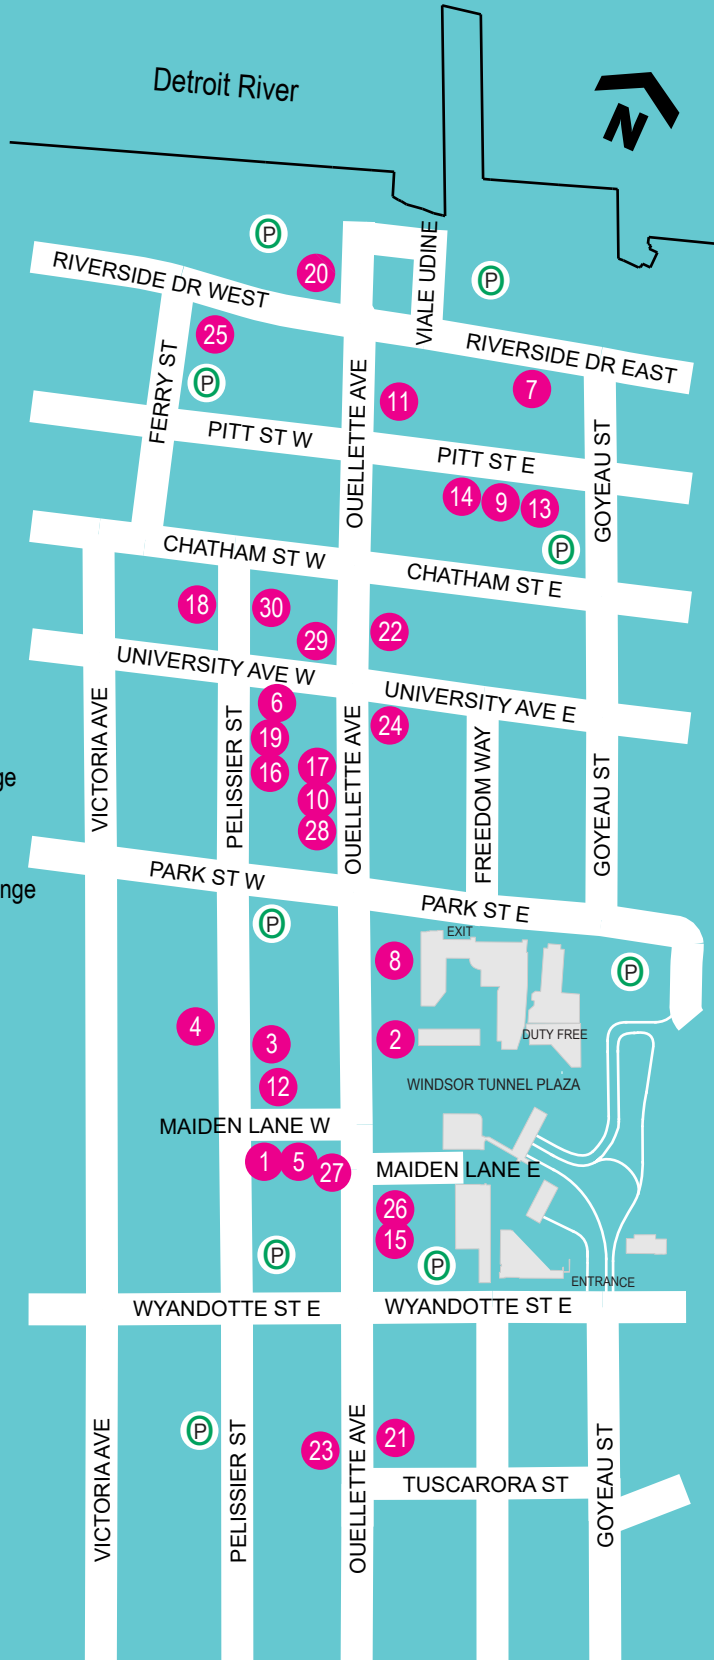 Detroit River
N
P
20
P
VIALE UDINE
RIVERSIDE DR WEST
25
RIVERSIDE DR EAST
P
7
FERRY ST
11
OUELLETTE AVE
PITT ST W
PITT ST E
GOYEAU ST
14
9
13
P
CHATHAM ST W
CHATHAM ST E
18
30
29
22
UNIVERSITY AVE W
UNIVERSITY AVE E
6
24
19
16
17
10
28
VICTORIA AVE
PELISSIER ST
OUELLETTE AVE
FREEDOM WAY
GOYEAU ST
ge
PARK ST W
nge
PARK ST E
P
EXIT
8
P
4
3
2
DUTY FREE
12
WINDSOR TUNNEL PLAZA
MAIDEN LANE W
1
5
27
MAIDEN LANE E
26
15
P
P
ENTRANCE
WYANDOTTE ST E
WYANDOTTE ST E
P
23
21
VICTORIA AVE
PELISSIER ST
OUELLETTE AVE
TUSCARORA ST
GOYEAU ST